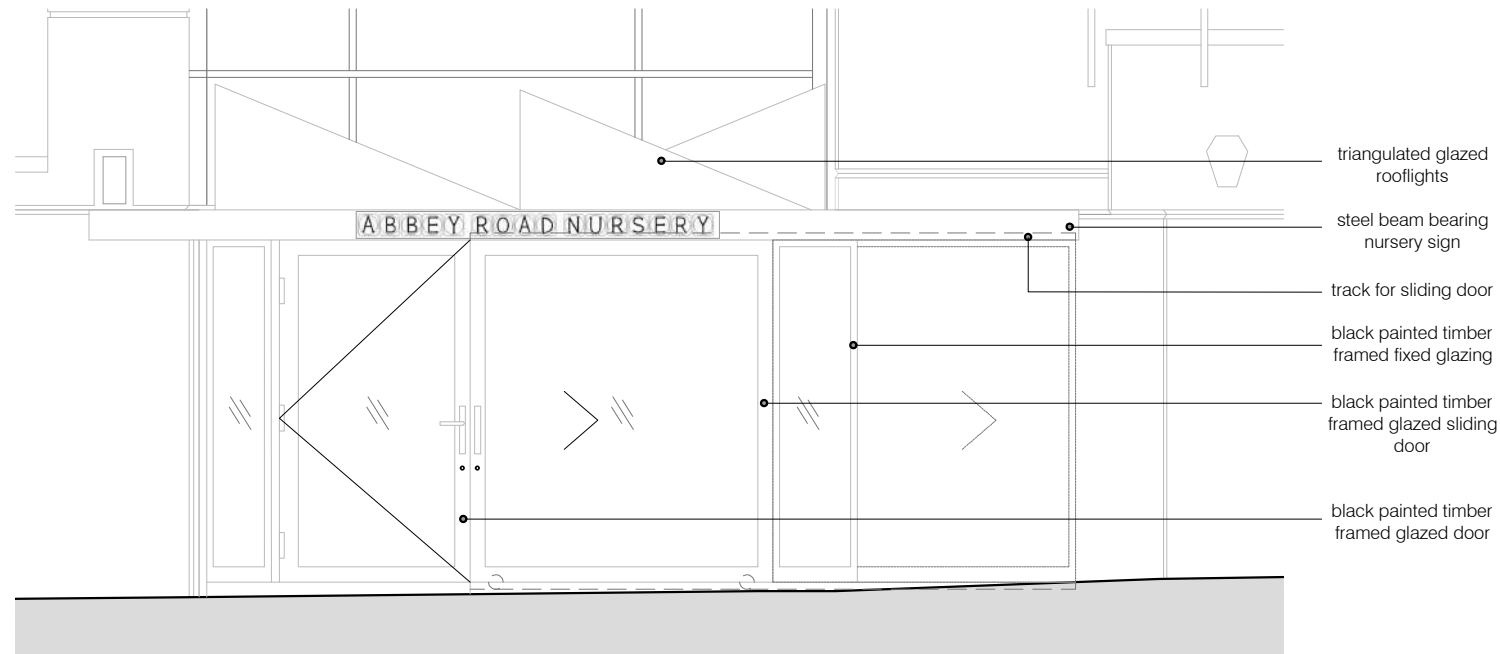 triangulated glazed
rooflights
ABBEY ROAD NURSERY
steel beam bearing
nursery sign
track for sliding door
black painted timber
framed fixed glazing
black painted timber
framed glazed sliding
door
black painted timber
framed glazed door